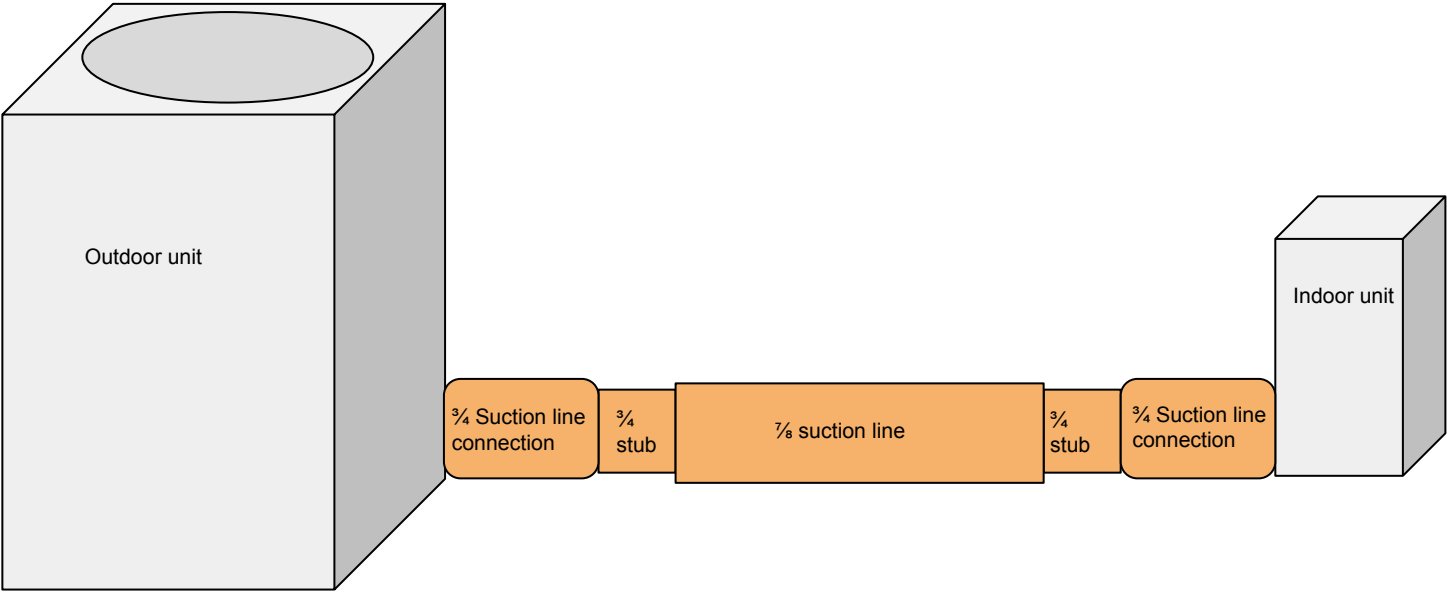 Outdoor unit
Indoor unit
¾ Suction line
connection
¾
stub
⅞ suction line
¾
stub
¾ Suction line
connection